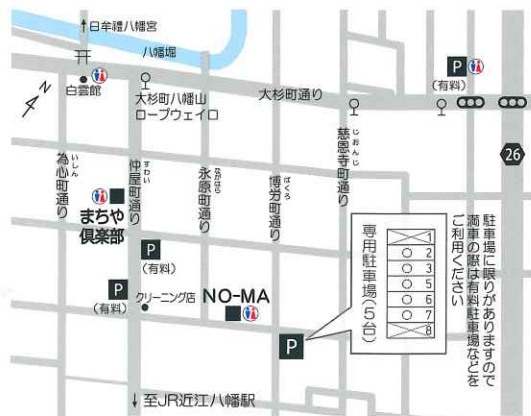 ↑日牟禮八幡宮
八幡堀
N
白雲館
大杉町八幡山
ロープウェイ口
大杉町通り
P
(有料)
26
為心町通り
いしん
仲屋町通り
すわい
永原町通り
ながはら
博労町通り
ばくろ
慈恩寺町通り
じおんじ
まちや
倶楽部
P
(有料)
P
(有料)
クリーニング店
NO-MA
P
専用駐車場(5台)
1
2
3
5
6
7
8
駐車場に限りがありますので
満車の際は有料駐車場などを
ご利用ください
↓至JR近江八幡駅